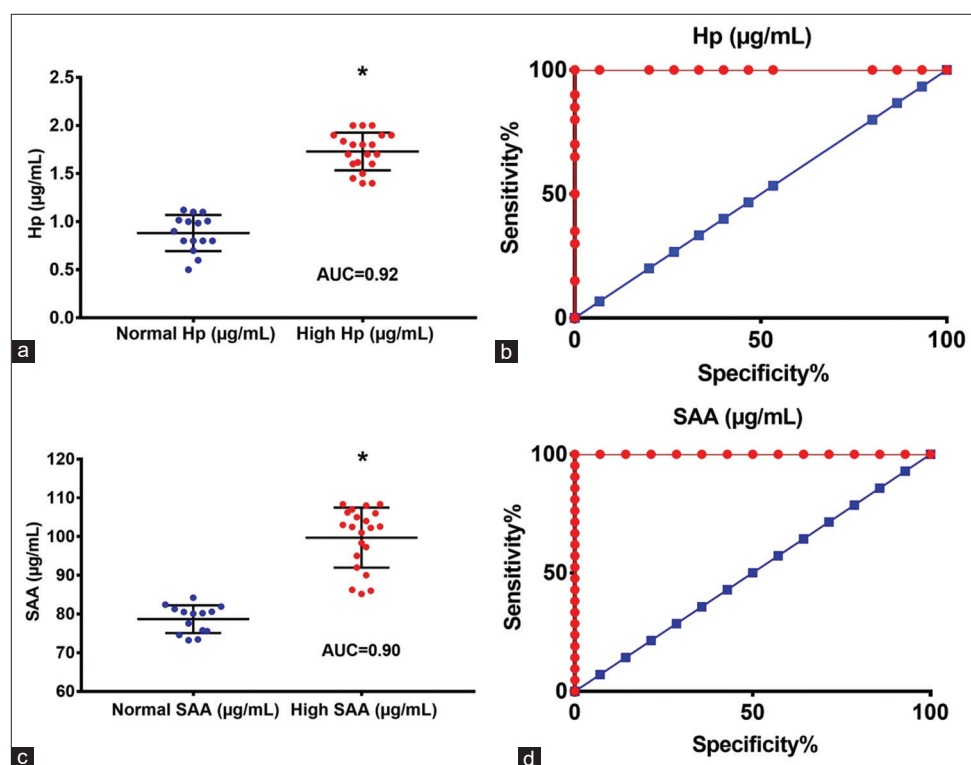 Hp (µg/mL)
2.5
2.0
1.5
1.0
0.5
0.0
*
AUC=0.92
Normal Hp (µg/mL) High Hp (µg/mL)
a
Hp (µg/mL)
Sensitivity%
100
50
0
0 50 100
Specificity%
b
SAA (µg/mL)
120
110
100
90
80
70
60
*
AUC=0.90
Normal SAA (µg/mL) High SAA (µg/mL)
c
SAA (µg/mL)
Sensitivity%
100
50
0
0 50 100
Specificity%
d